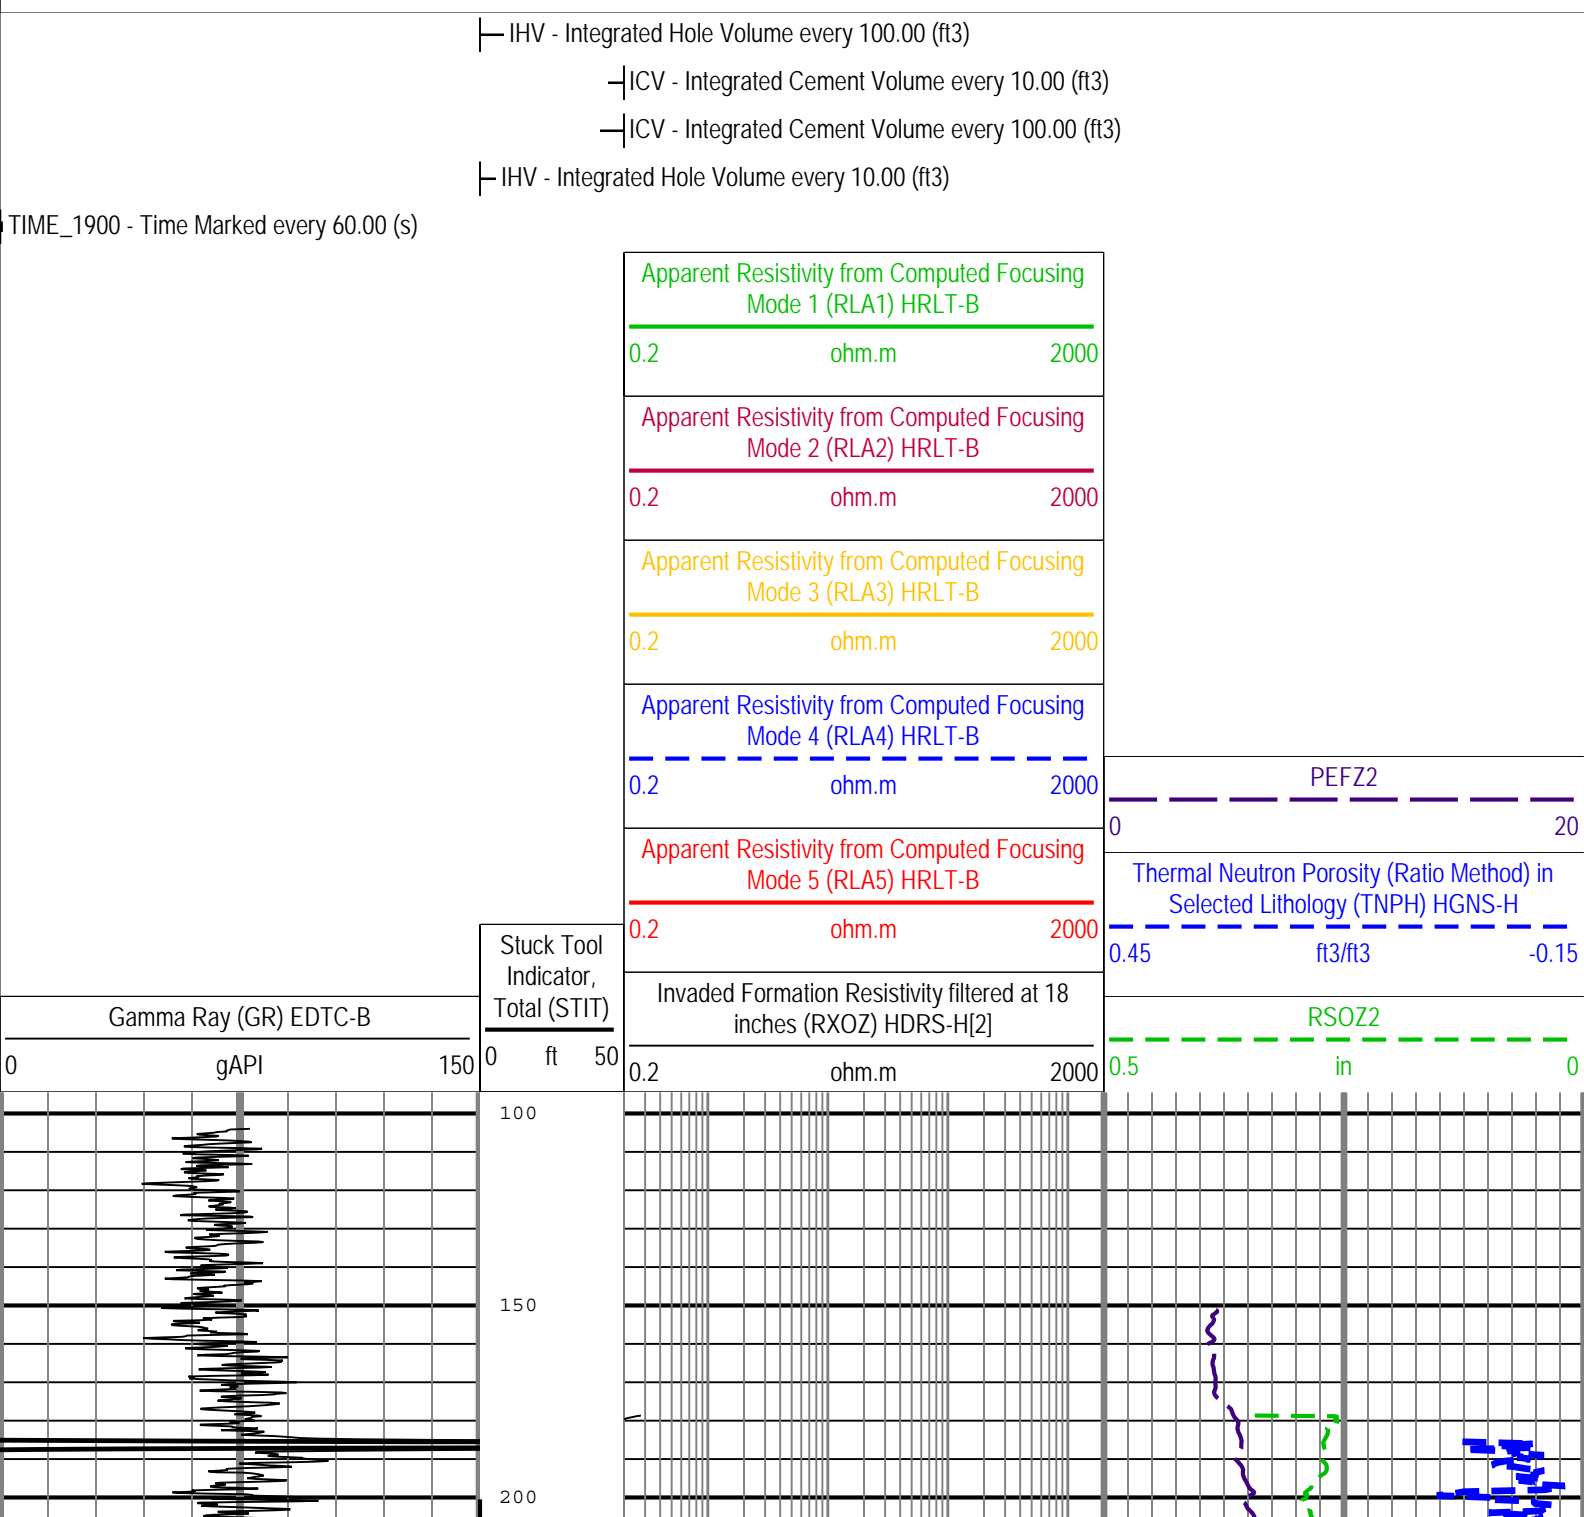 IHV - Integrated Hole Volume every 100.00 (ft3)
ICV - Integrated Cement Volume every 10.00 (ft3)
ICV - Integrated Cement Volume every 100.00 (ft3)
IHV - Integrated Hole Volume every 10.00 (ft3)
TIME_1900 - Time Marked every 60.00 (s)
Apparent Resistivity from Computed Focusing
Mode 1 (RLA1) HRLT-B
0.2 ohm.m 2000
Apparent Resistivity from Computed Focusing
Mode 2 (RLA2) HRLT-B
0.2 ohm.m 2000
Apparent Resistivity from Computed Focusing
Mode 3 (RLA3) HRLT-B
0.2 ohm.m 2000
Apparent Resistivity from Computed Focusing
Mode 4 (RLA4) HRLT-B
0.2 ohm.m 2000
Apparent Resistivity from Computed Focusing
Mode 5 (RLA5) HRLT-B
0.2 ohm.m 2000
Invaded Formation Resistivity filtered at 18
inches (RXOZ) HDRS-H[2]
0.2 ohm.m 2000
PEFZ2
0 20
Thermal Neutron Porosity (Ratio Method) in
Selected Lithology (TNPH) HGNS-H
0.45 ft3/ft3 -0.15
RSOZ2
0.5 in 0
Stuck Tool
Indicator,
Total (STIT)
0 ft 50
Gamma Ray (GR) EDTC-B
0 gAPI 150
100
150
200